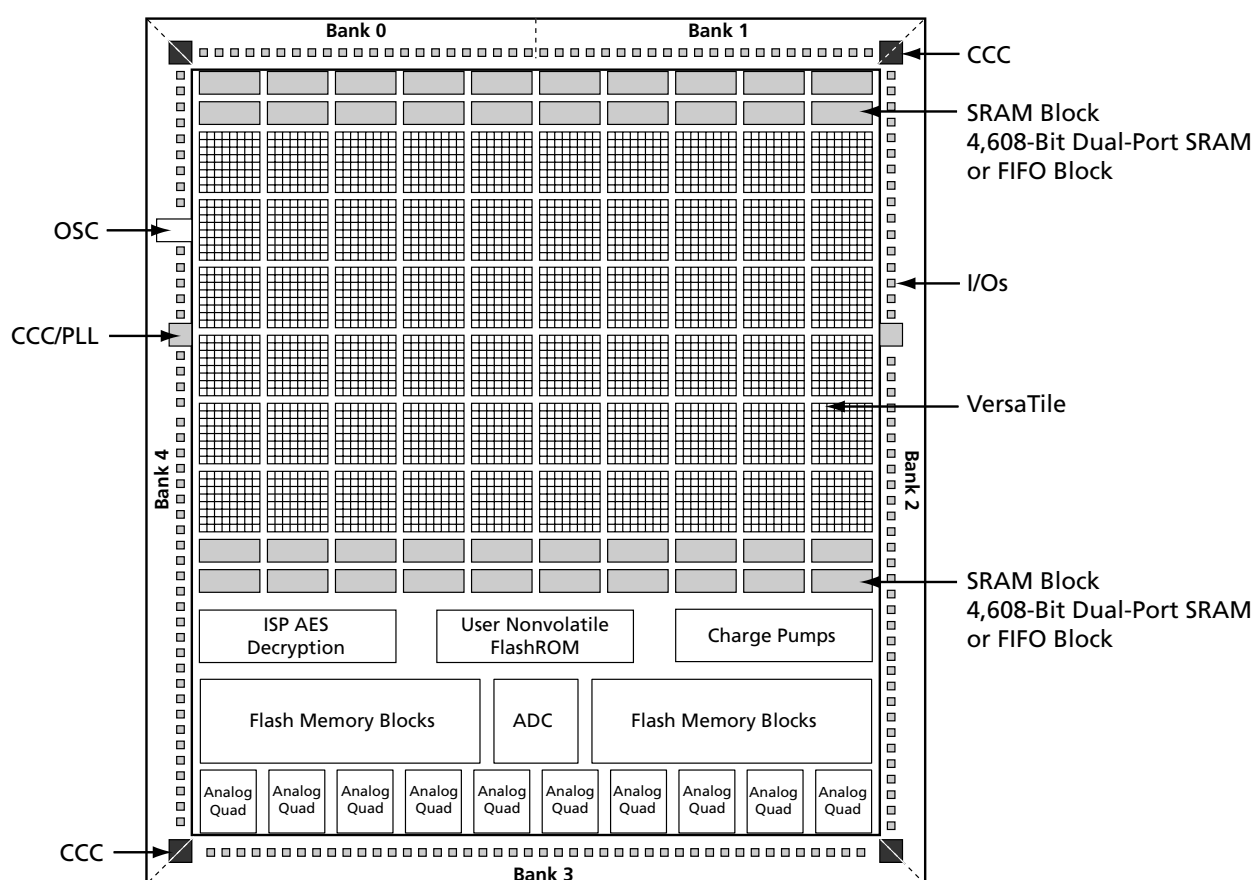 Bank 0
Bank 1
CCC
SRAM Block
4,608-Bit Dual-Port SRAM
or FIFO Block
OSC
I/Os
CCC/PLL
VersaTile
Bank 4
Bank 2
SRAM Block
4,608-Bit Dual-Port SRAM
or FIFO Block
ISP AES
Decryption
User Nonvolatile
FlashROM
Charge Pumps
Flash Memory Blocks
ADC
Flash Memory Blocks
Analog
Quad
Analog
Quad
Analog
Quad
Analog
Quad
Analog
Quad
Analog
Quad
Analog
Quad
Analog
Quad
Analog
Quad
Analog
Quad
CCC
Bank 3